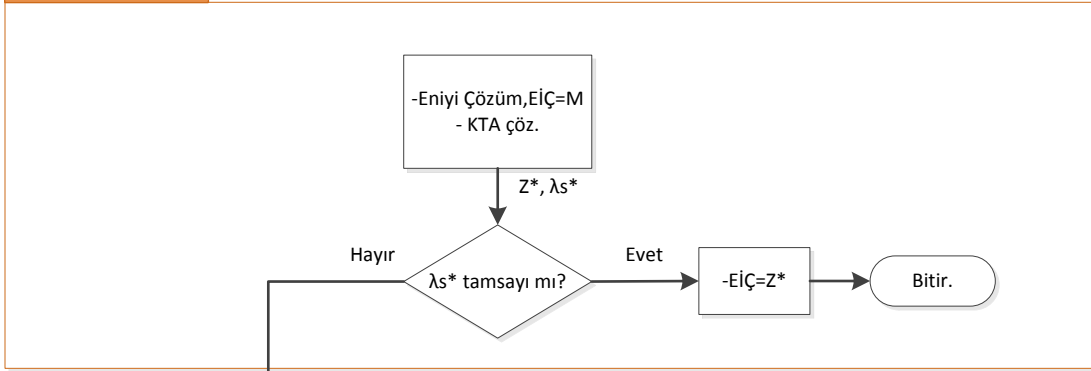 -Eniyi Çözüm,EİÇ=M
- KTA çöz.
Z*, λs*
Hayır
λs* tamsayı mı?
Evet
-EİÇ=Z*
Bitir.